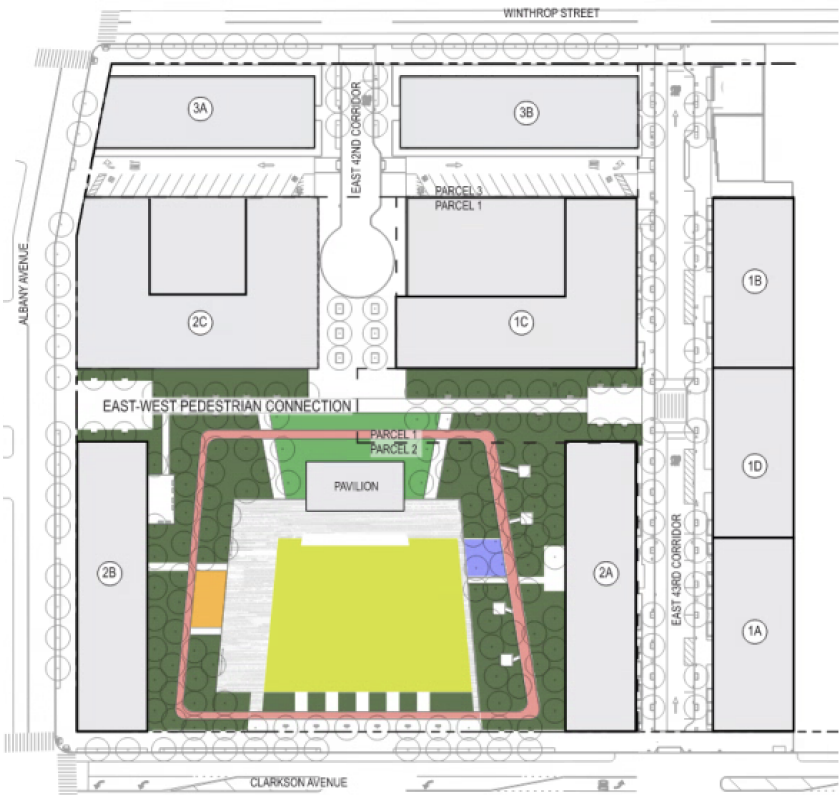 WINTHROP STREET
3A
3B
EAST 42ND CORRIDOR
PARCEL 3
PARCEL 1
ALBANY AVENUE
2C
1C
1B
EAST-WEST PEDESTRIAN CONNECTION
PARCEL 1
PARCEL 2
PAVILION
1D
2B
2A
EAST 43RD CORRIDOR
1A
CLARKSON AVENUE